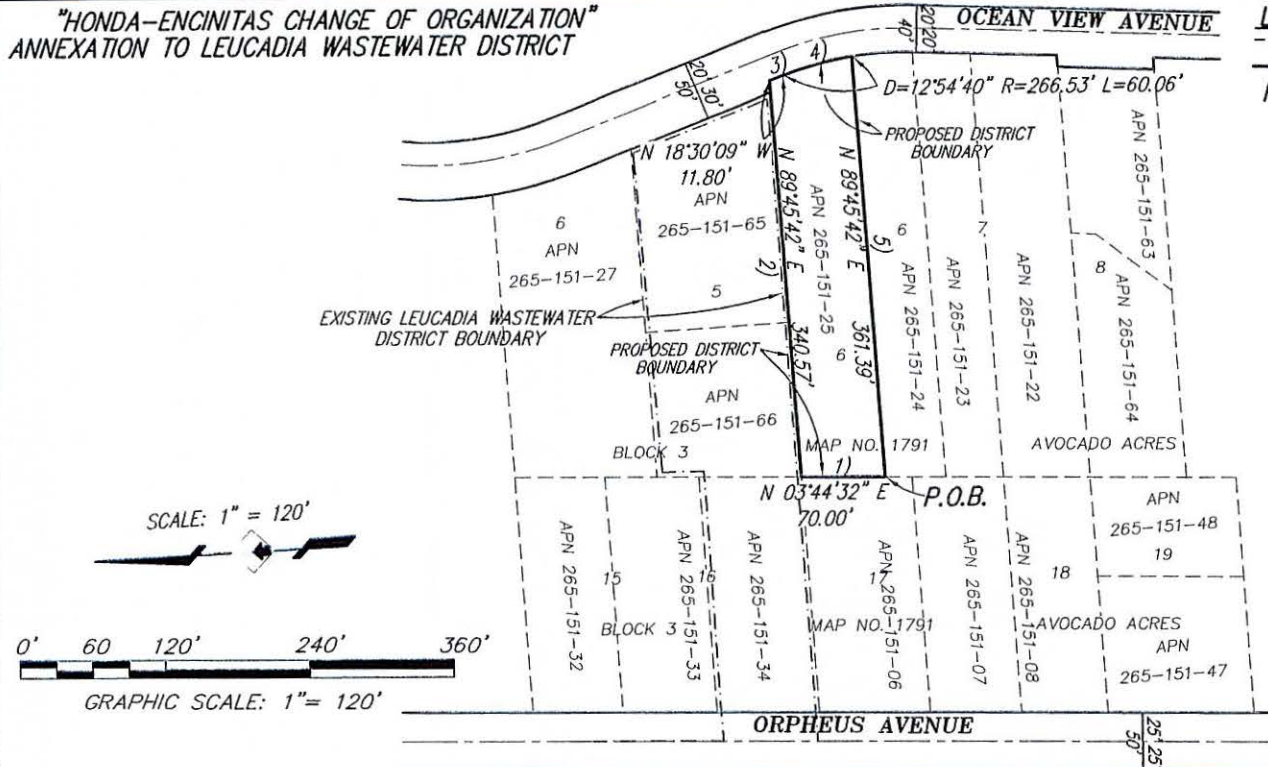 "HONDA-ENCINITAS CHANGE OF ORGANIZATION"
ANNEXATION TO LEUCADIA WASTEWATER DISTRICT
OCEAN VIEW AVENUE
20' 20'
40'
20' 30'
50'
3)
4)
D=12°54'40" R=266.53' L=60.06'
PROPOSED DISTRICT
BOUNDARY
N 18°30'09" W
11.80'
APN
265-151-65
5
6
APN
265-151-27
EXISTING LEUCADIA WASTEWATER
DISTRICT BOUNDARY
2)
N 89°45'42" E
340.57'
APN 265-151-25
6
N 89°45'42" E
361.39'
5)
6
APN 265-151-24
APN 265-151-23
7
APN 265-151-22
8
APN 265-151-63
APN 265-151-64
PROPOSED DISTRICT
BOUNDARY
APN
265-151-66
BLOCK 3
MAP NO. 1791
AVOCADO ACRES
1)
N 03°44'32" E
70.00'
P.O.B.
SCALE: 1" = 120'
0' 60 120' 240' 360'
GRAPHIC SCALE: 1"= 120'
APN 265-151-32
15
APN 265-151-33
16
APN 265-151-34
17
APN 265-151-06
APN 265-151-07
APN 265-151-08
18
APN
265-151-48
19
BLOCK 3
MAP NO. 1791
AVOCADO ACRES
APN
265-151-47
ORPHEUS AVENUE
25' 25'
50'